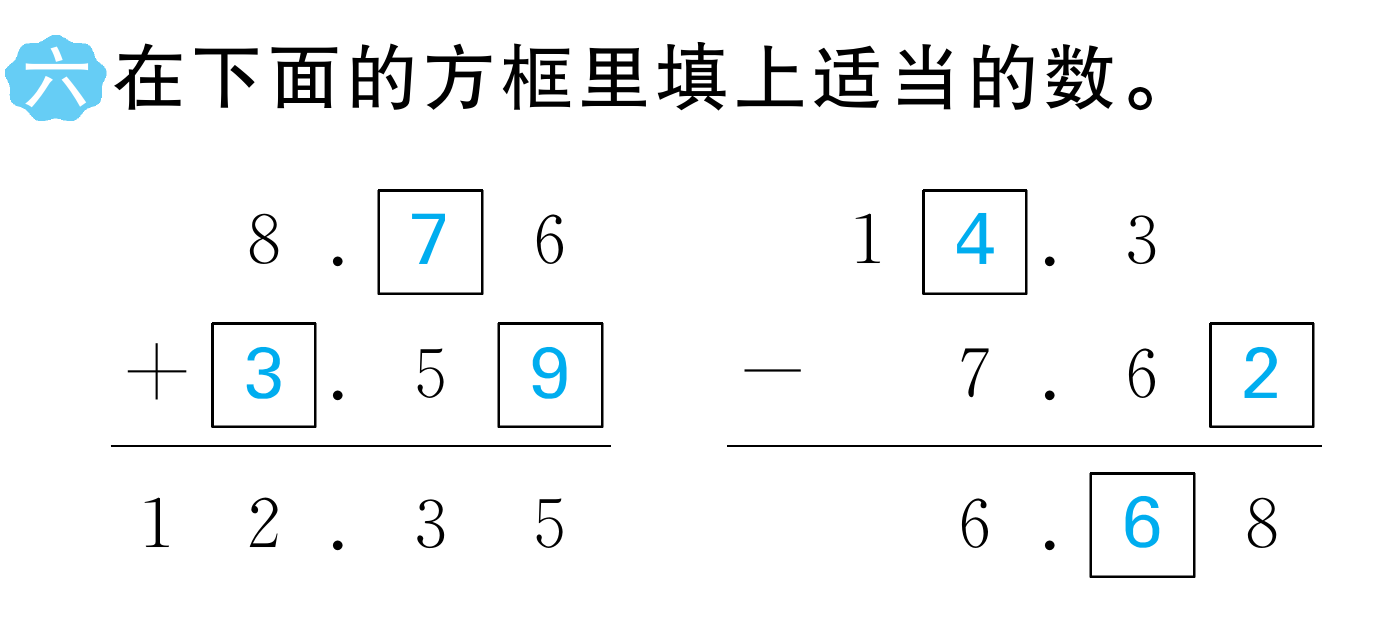 六 在下面的方框里填上适当的数。
8 . 7 6 1 4 . 3
+ 3 . 5 9 － 7 . 6 2
1 2 . 3 5 6 . 6 8